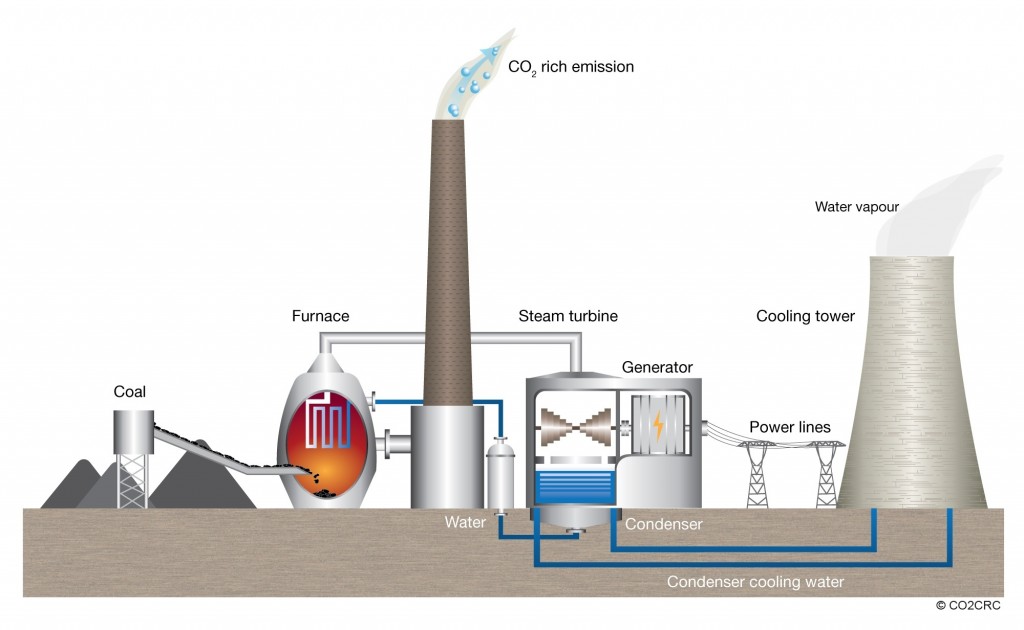 CO₂ rich emission
Water vapour
Furnace
Steam turbine
Cooling tower
Generator
Coal
Power lines
Water
Condenser
Condenser cooling water
© CO2CRC